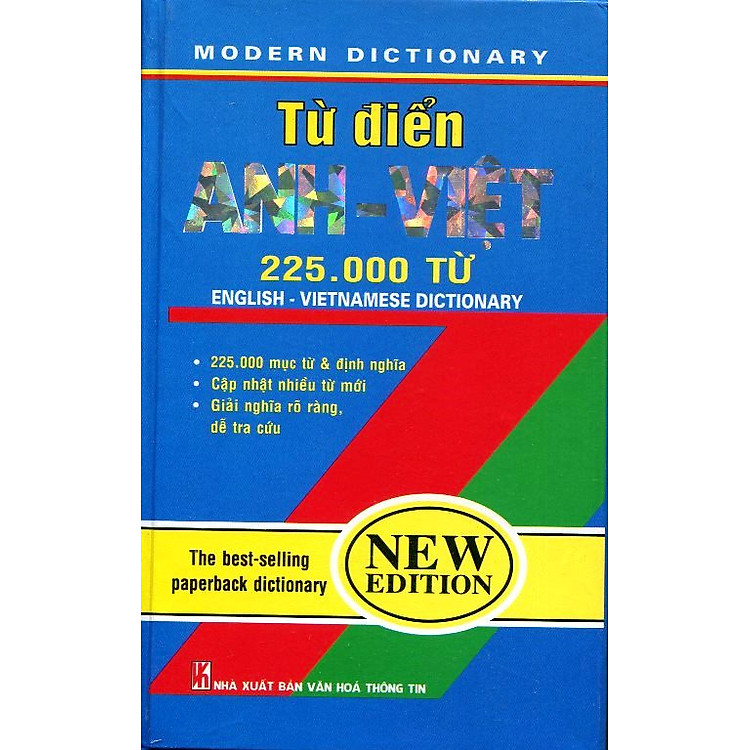 MODERN DICTIONARY
Từ điển
ANH-VIỆT
225.000 TỪ
ENGLISH - VIETNAMESE DICTIONARY
• 225.000 mục từ & định nghĩa
• Cập nhật nhiều từ mới
• Giải nghĩa rõ ràng,
dễ tra cứu
The best-selling
paperback dictionary
NEW
EDITION
NHÀ XUẤT BẢN VĂN HOÁ THÔNG TIN